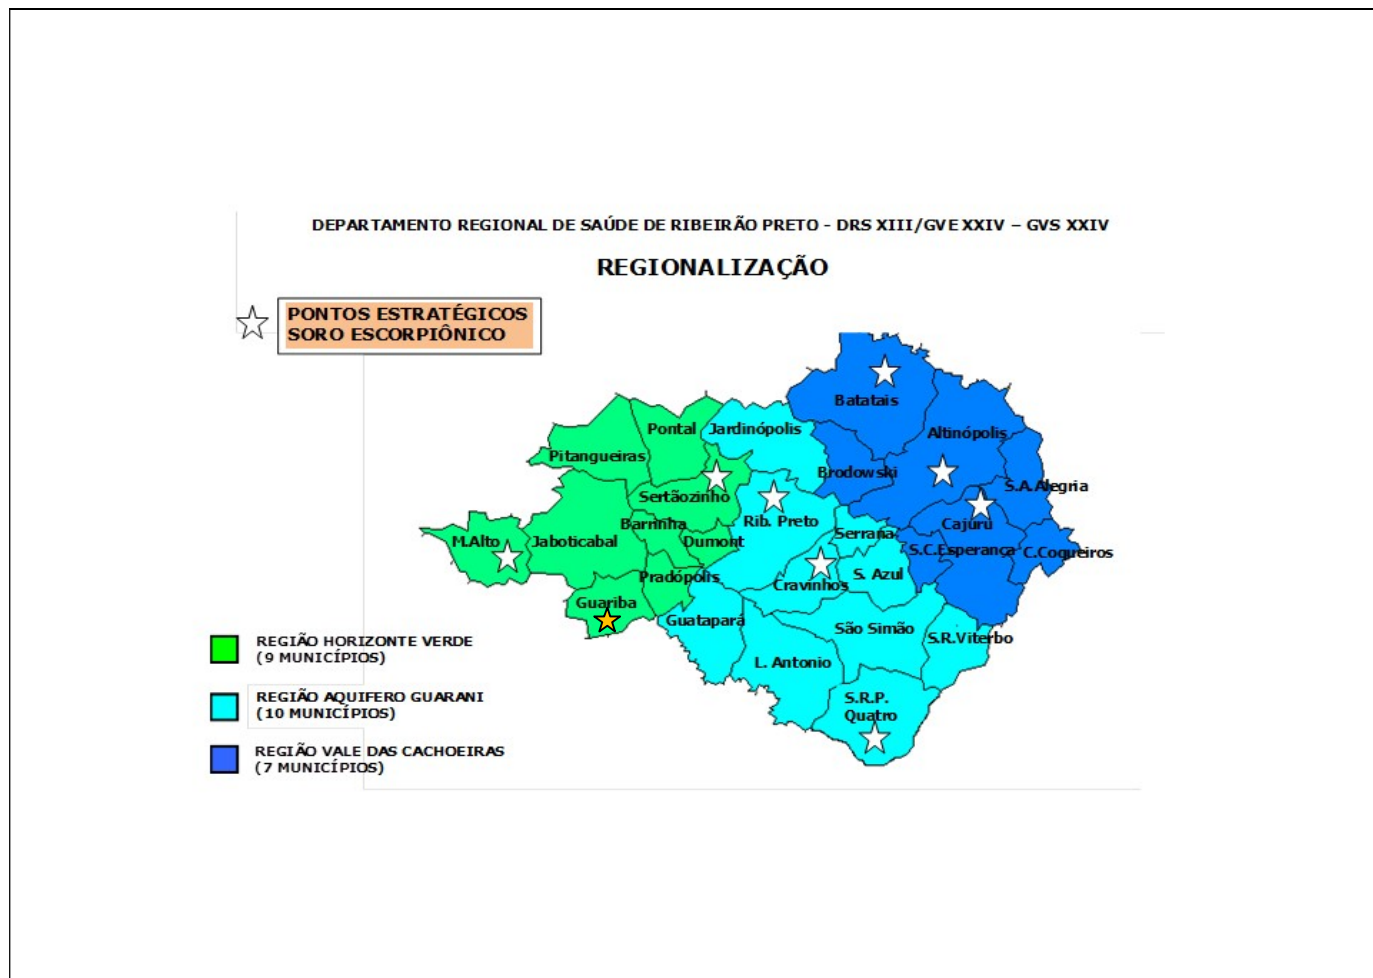 DEPARTAMENTO REGIONAL DE SAÚDE DE RIBEIRÃO PRETO - DRS XIII/GVE XXIV – GVS XXIV
REGIONALIZAÇÃO
PONTOS ESTRATÉGICOS
SORO ESCORPIÔNICO
Batatais
Jardinópolis
Pontal
Altinópolis
Pitangueiras
Brodowski
S.A.Alegria
Sertãozinho
Rib. Preto
Barrinha
Cajurú
Serrana
M.Alto
Jaboticabal
Dumont
S.C.Esperança
C.Coqueiros
Pradópolis
Cravinhos
S. Azul
Guariba
Guatapará
São Simão
S.R.Viterbo
L. Antonio
S.R.P.
Quatro
REGIÃO HORIZONTE VERDE
(9 MUNICÍPIOS)
REGIÃO AQUIFERO GUARANI
(10 MUNICÍPIOS)
REGIÃO VALE DAS CACHOEIRAS
(7 MUNICÍPIOS)